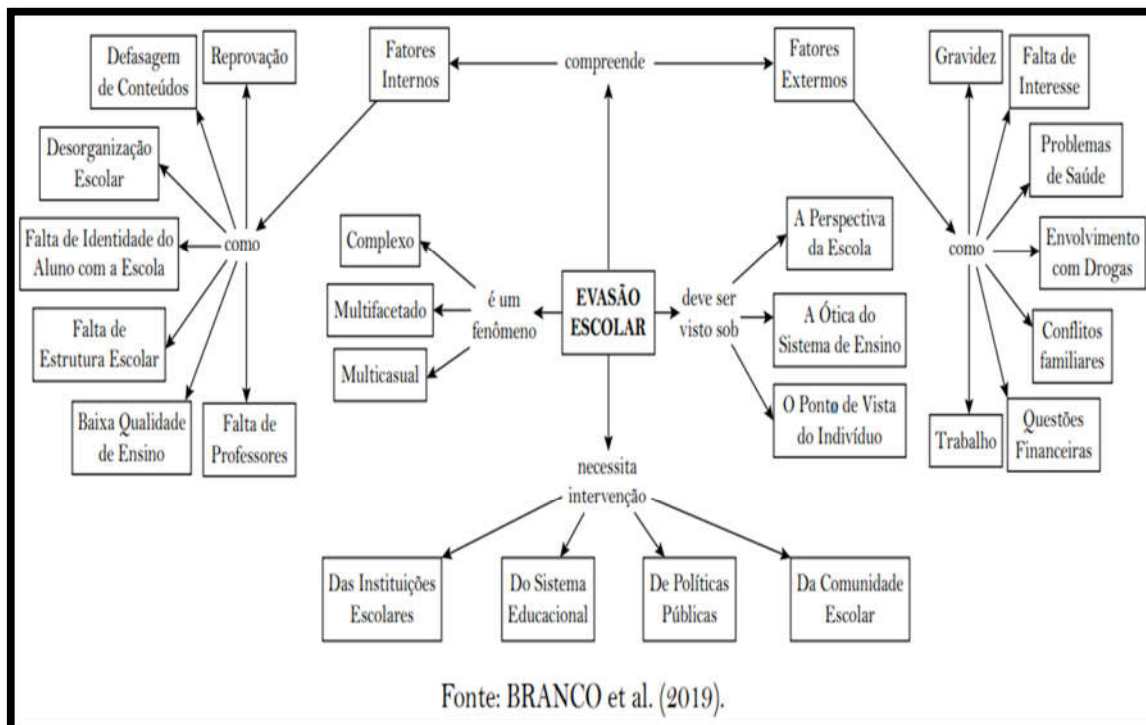 Defasagem
de Conteúdos
Reprovação
Fatores
Internos
compreende
Fatores
Extermos
Gravidez
Falta de
Interesse
Desorganização
Escolar
Problemas
de Saúde
Falta de Identidade do
Aluno com a Escola
como
Complexo
Multifacetado
Multicasual
é um
fenômeno
EVASÃO
ESCOLAR
deve ser
visto sob
A Perspectiva
da Escola
A Ótica do
Sistema de Ensino
O Ponto de Vista
do Indivíduo
como
Envolvimento
com Drogas
Conflitos
familiares
Falta de
Estrutura Escolar
Baixa Qualidade
de Ensino
Falta de
Professores
Trabalho
Questões
Financeiras
necessita
intervenção
Das Instituições
Escolares
Do Sistema
Educacional
De Políticas
Públicas
Da Comunidade
Escolar
Fonte: BRANCO et al. (2019).